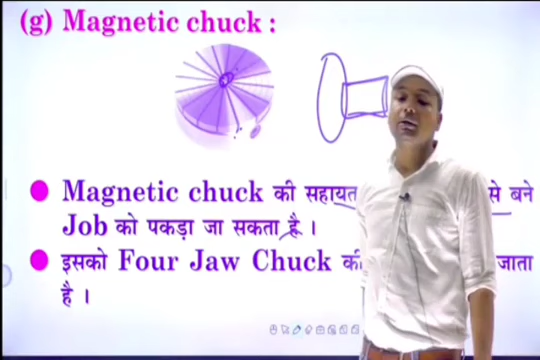 (g) Magnetic chuck :
Magnetic chuck की सहायत से बने
Job को पकड़ा जा सकता है ।
इसको Four Jaw Chuck की जाता
है ।